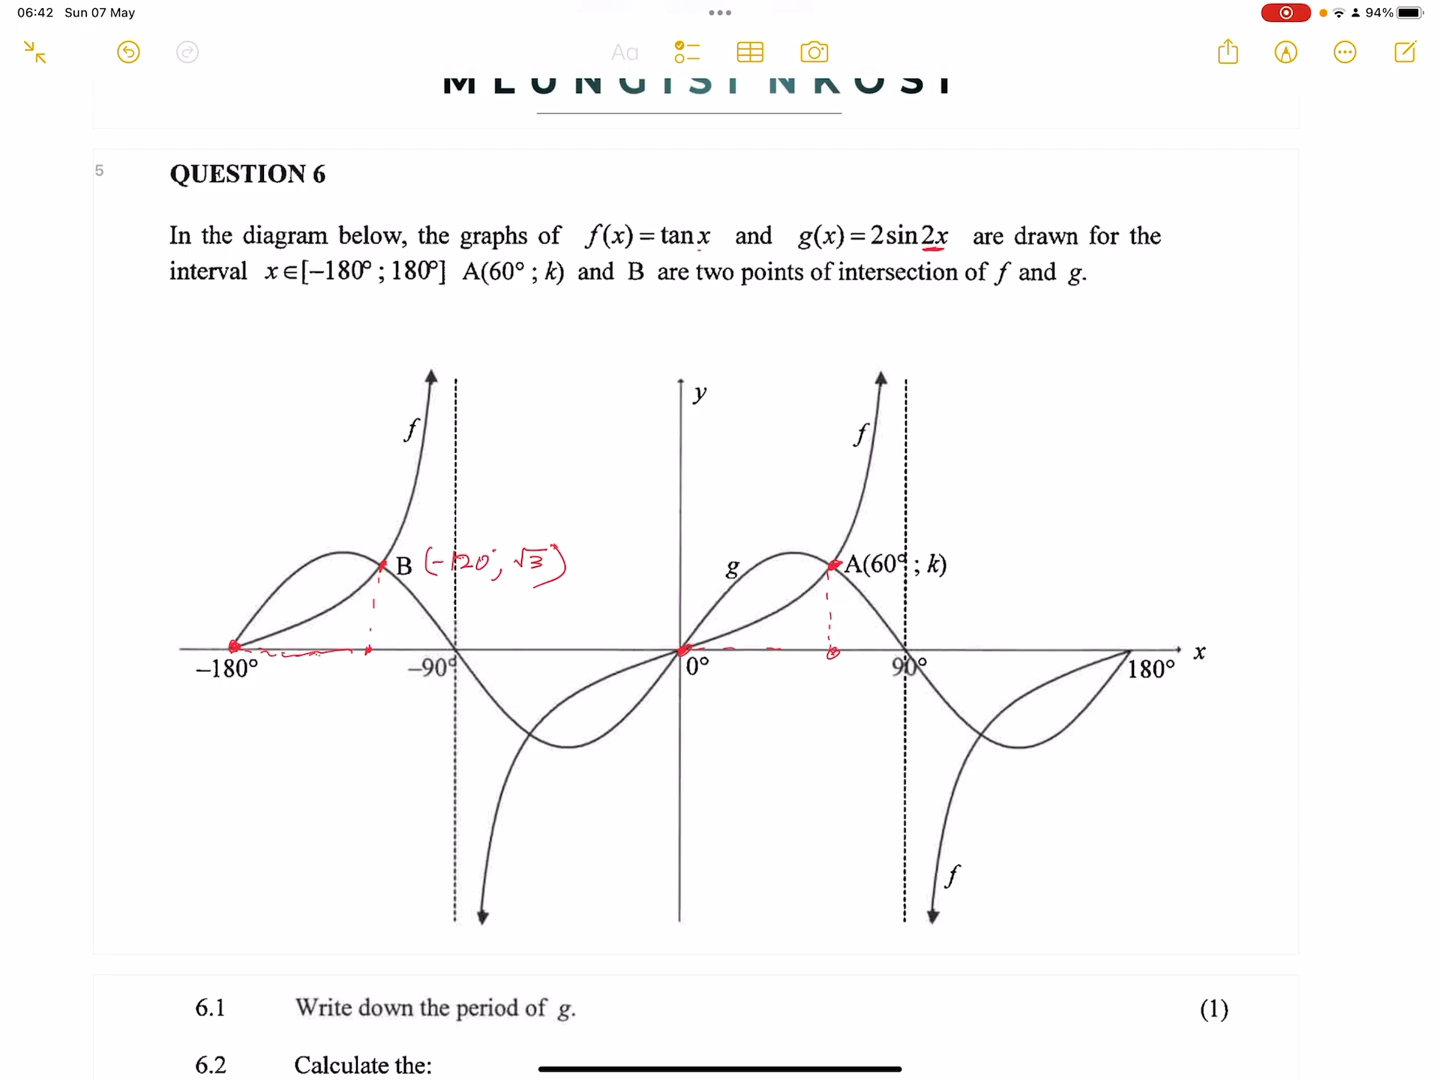 06:42 Sun 07 May
94%
Aa
MLUNGISI NKOSI
5
QUESTION 6
In the diagram below, the graphs of f(x) = tan x and g(x) = 2 sin 2x are drawn for the
interval x ∈ [−180° ; 180°] A(60° ; k) and B are two points of intersection of f and g.
y
f
f
B (-120°; √3)
g
A(60° ; k)
−180°
−90°
0°
90°
180°
x
f
6.1 Write down the period of g. (1)
6.2 Calculate the: